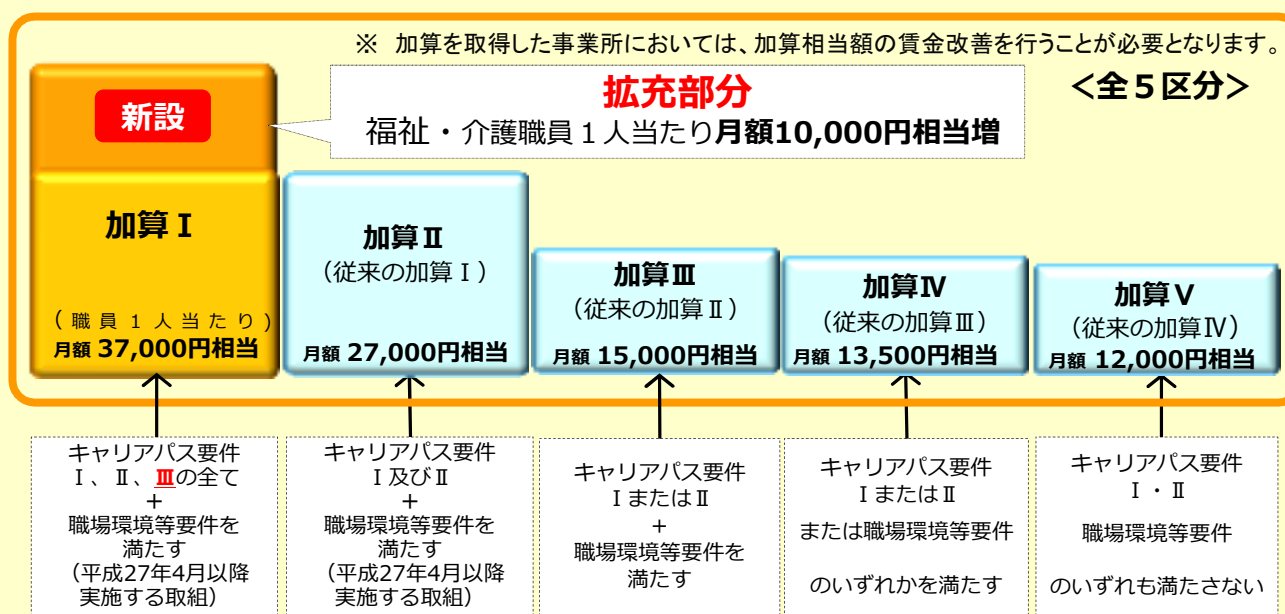 ※ 加算を取得した事業所においては、加算相当額の賃金改善を行うことが必要となります。
＜全５区分＞
新設
拡充部分
福祉・介護職員１人当たり月額10,000円相当増
加算Ⅰ
（職員１人当たり）
月額 37,000円相当
加算Ⅱ
（従来の加算Ⅰ）
月額 27,000円相当
加算Ⅲ
（従来の加算Ⅱ）
月額 15,000円相当
加算Ⅳ
（従来の加算Ⅲ）
月額 13,500円相当
加算Ⅴ
（従来の加算Ⅳ）
月額 12,000円相当
キャリアパス要件
Ⅰ、Ⅱ、Ⅲの全て
＋
職場環境等要件を
満たす
（平成27年4月以降
実施する取組）
キャリアパス要件
Ⅰ及びⅡ
＋
職場環境等要件を
満たす
（平成27年4月以降
実施する取組）
キャリアパス要件
ⅠまたはⅡ
＋
職場環境等要件を
満たす
キャリアパス要件
ⅠまたはⅡ
または職場環境等要件
のいずれかを満たす
キャリアパス要件
Ⅰ・Ⅱ
職場環境等要件
のいずれも満たさない